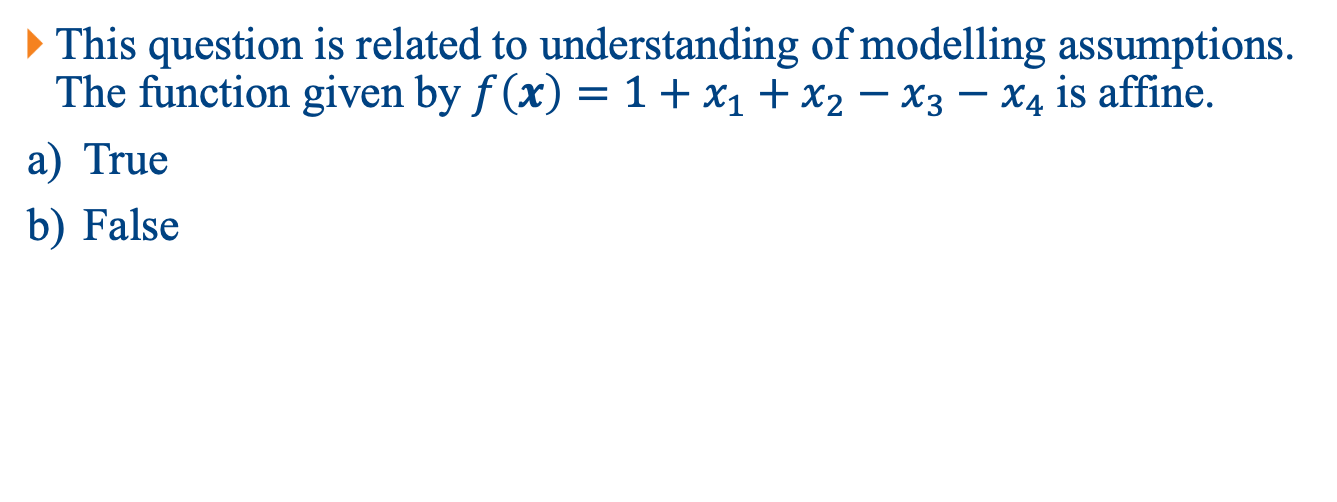 This question is related to understanding of modelling assumptions.
The function given by f(x) = 1 + x₁ + x₂ − x₃ − x₄ is affine.
a) True
b) False